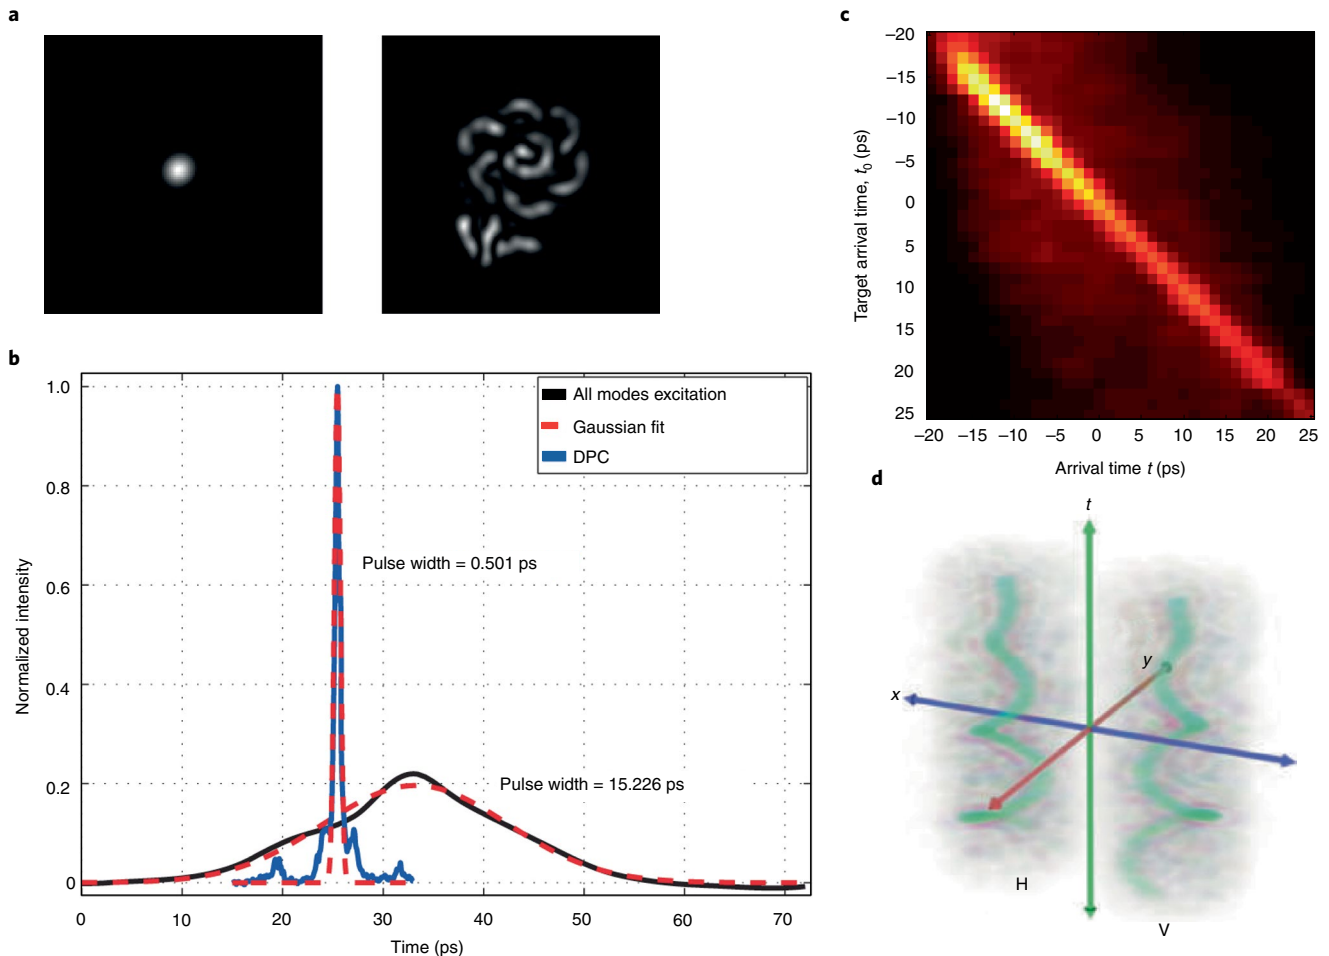 a
b
1.0
0.8
0.6
0.4
0.2
0
0 10 20 30 40 50 60 70
Time (ps)
Normalized intensity
All modes excitation
Gaussian fit
DPC
Pulse width = 0.501 ps
Pulse width = 15.226 ps
c
–20
–15
–10
–5
0
5
10
15
20
25
Target arrival time, t0 (ps)
–20 –15 –10 –5 0 5 10 15 20 25
Arrival time t (ps)
d
t
y
x
H
V